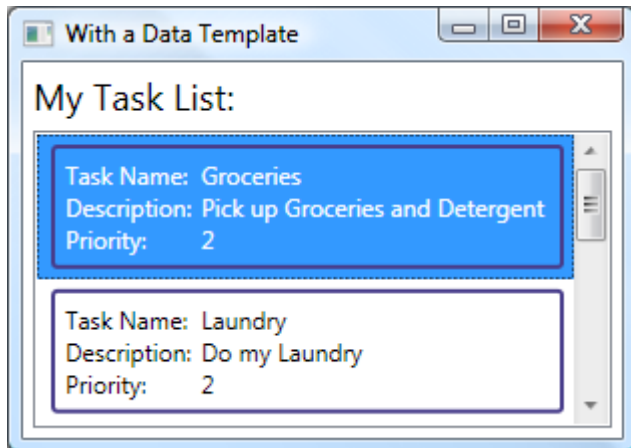 With a Data Template
My Task List:
Task Name: Groceries
Description: Pick up Groceries and Detergent
Priority: 2
Task Name: Laundry
Description: Do my Laundry
Priority: 2